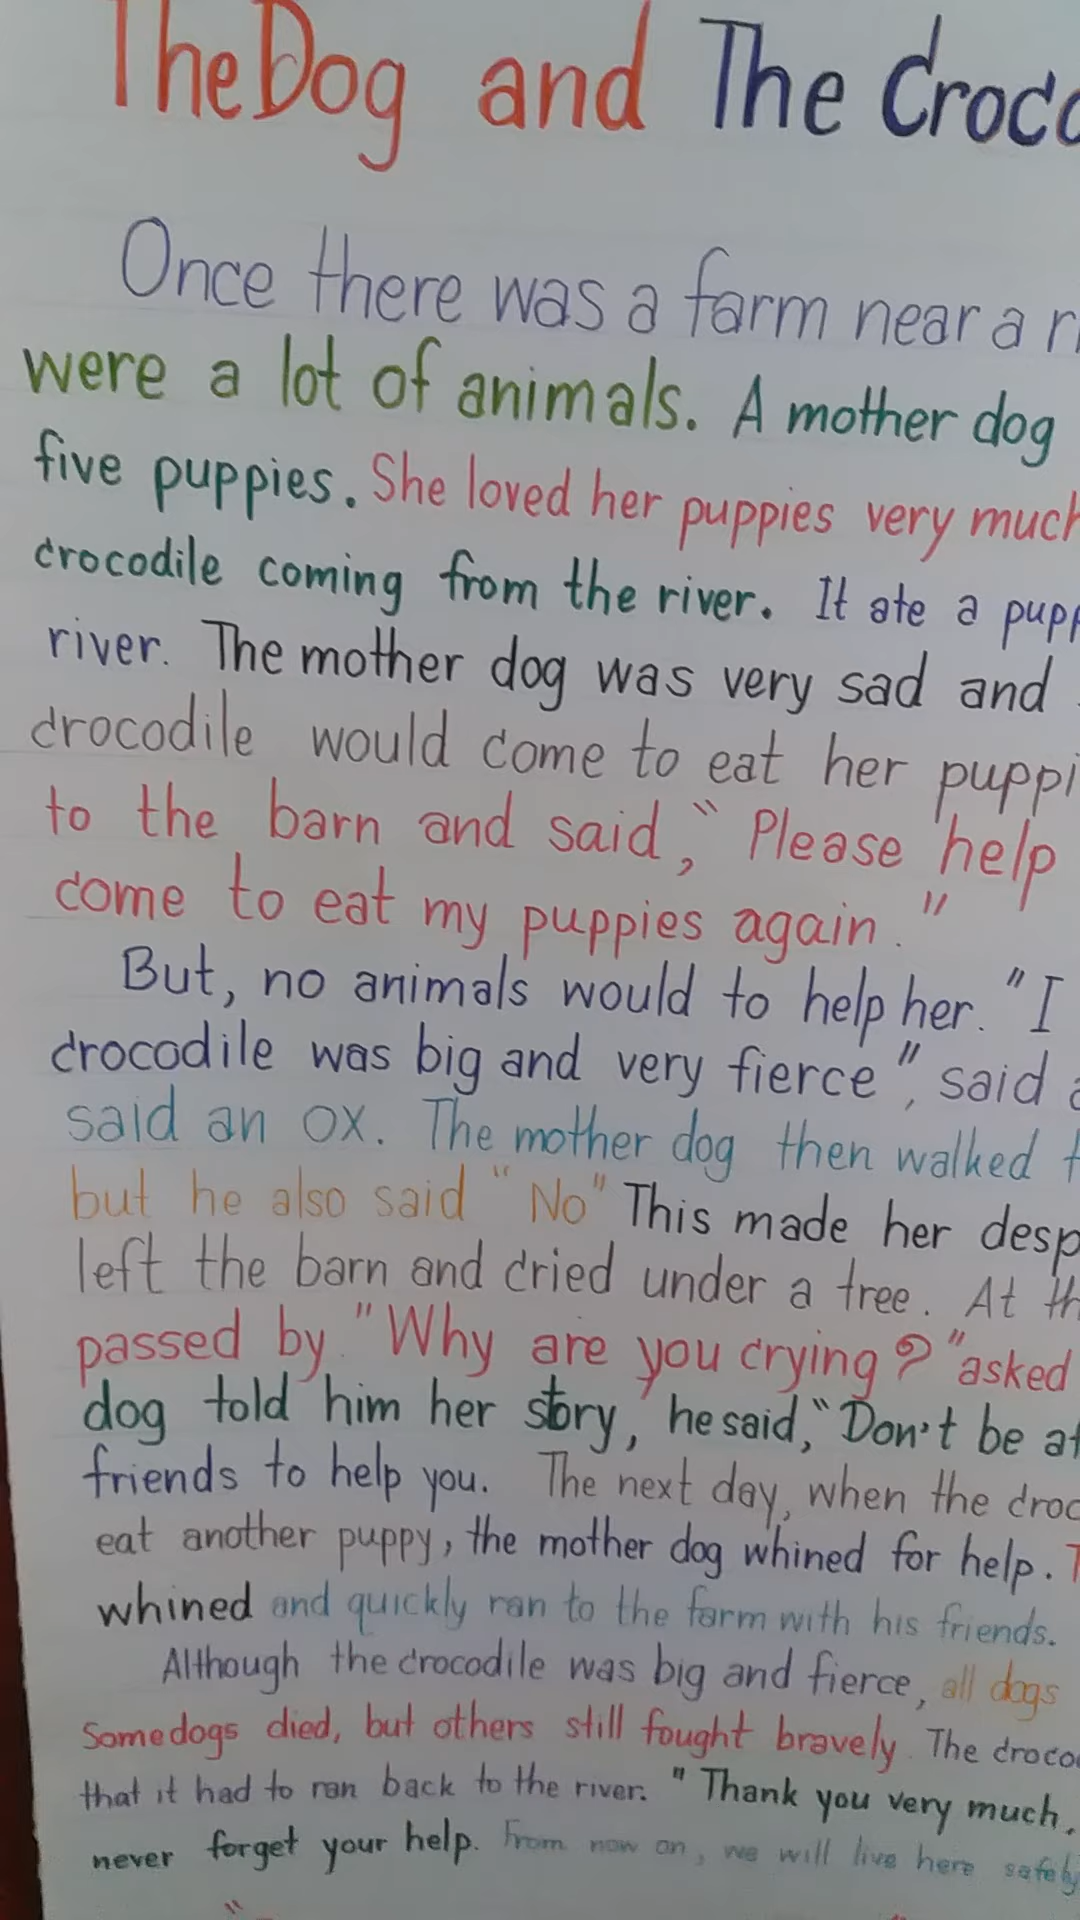 The Dog and The Croco
Once there was a farm near a ri
were a lot of animals. A mother dog
five puppies. She loved her puppies very much
crocodile coming from the river. It ate a pupp
river. The mother dog was very sad and
crocodile would come to eat her puppi
to the barn and said, "Please help
come to eat my puppies again."
But, no animals would to help her. "I
crocodile was big and very fierce", said a
said an ox. The mother dog then walked t
but he also said "No" This made her desp
left the barn and cried under a tree. At th
passed by "Why are you crying?" asked
dog told him her story, he said, "Don't be af
friends to help you. The next day, when the croc
eat another puppy, the mother dog whined for help. T
whined and quickly ran to the farm with his friends.
Although the crocodile was big and fierce, all dogs
Some dogs died, but others still fought bravely. The croco
that it had to ran back to the river. "Thank you very much,
never forget your help. From now on, we will live here safely